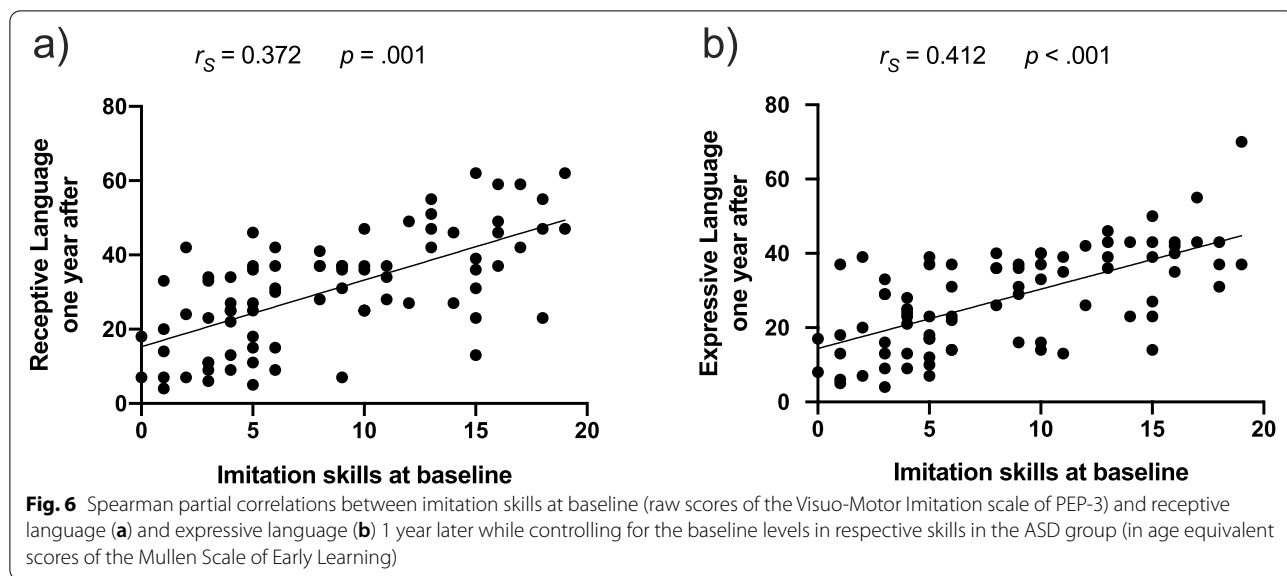 a)
rS = 0.372 p = .001
80
60
40
20
0
Receptive Language
one year after
0 5 10 15 20
Imitation skills at baseline
b)
rS = 0.412 p < .001
80
60
40
20
0
Expressive Language
one year after
0 5 10 15 20
Imitation skills at baseline
Fig. 6 Spearman partial correlations between imitation skills at baseline (raw scores of the Visuo-Motor Imitation scale of PEP-3) and receptive
language (a) and expressive language (b) 1 year later while controlling for the baseline levels in respective skills in the ASD group (in age equivalent
scores of the Mullen Scale of Early Learning)